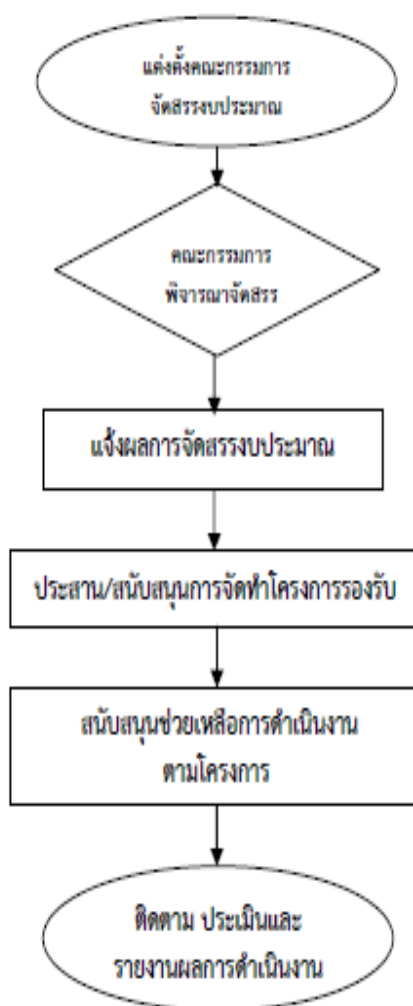 แต่งตั้งคณะกรรมการ
จัดสรรงบประมาณ
คณะกรรมการ
พิจารณาจัดสรร
แจ้งผลการจัดสรรงบประมาณ
ประสาน/สนับสนุนการจัดทำโครงการรองรับ
สนับสนุนช่วยเหลือการดำเนินงาน
ตามโครงการ
ติดตาม ประเมินและ
รายงานผลการดำเนินงาน